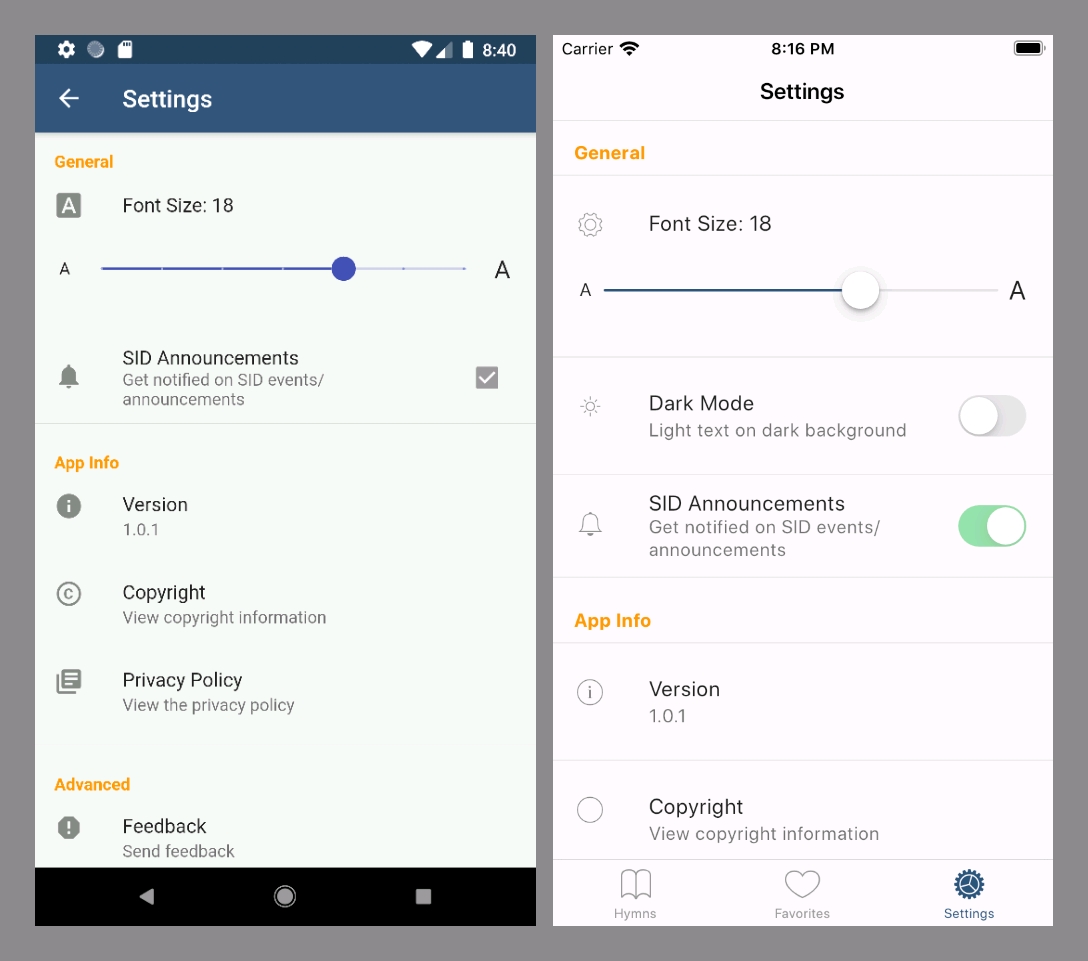 8:40
Settings
General
A
Font Size: 18
A
A
SID Announcements
Get notified on SID events/
announcements
App Info
Version
1.0.1
Copyright
View copyright information
Privacy Policy
View the privacy policy
Advanced
Feedback
Send feedback
Carrier
8:16 PM
Settings
General
Font Size: 18
A
A
Dark Mode
Light text on dark background
SID Announcements
Get notified on SID events/
announcements
App Info
Version
1.0.1
Copyright
View copyright information
Hymns
Favorites
Settings